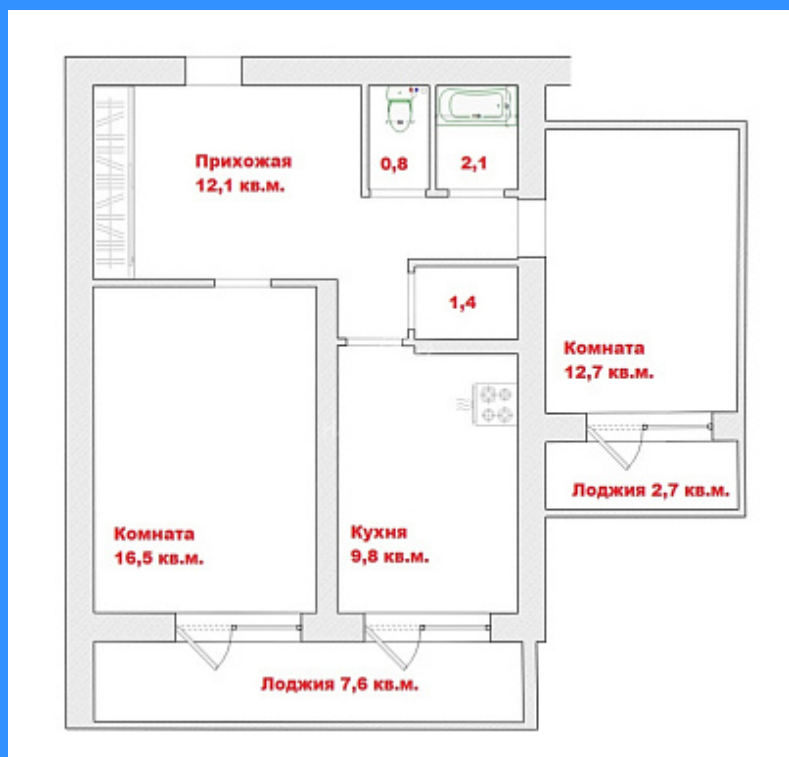 Прихожая
12,1 кв.м.
0,8
2,1
1,4
Комната
12,7 кв.м.
Лоджия 2,7 кв.м.
Комната
16,5 кв.м.
Кухня
9,8 кв.м.
Лоджия 7,6 кв.м.